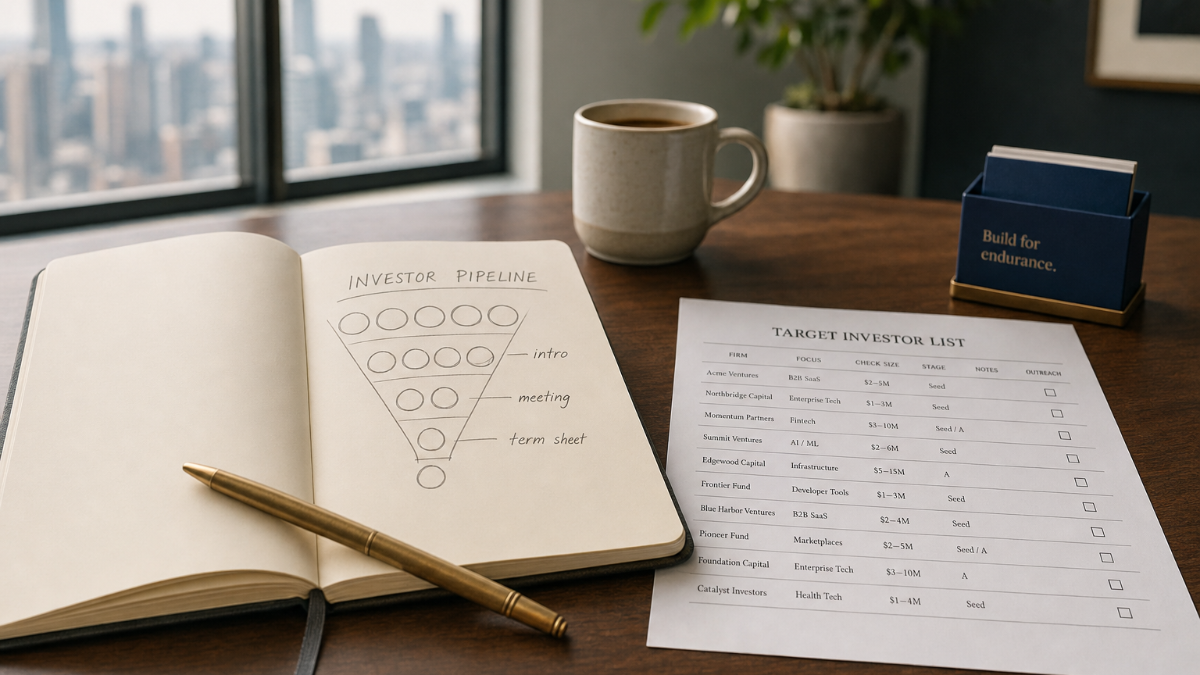 INVESTOR PIPELINE
intro
meeting
term sheet
Build for
endurance.
TARGET INVESTOR LIST
FIRM FOCUS CHECK SIZE STAGE NOTES OUTREACH
Acme Ventures B2B SaaS $2–5M Seed
Northbridge Capital Enterprise Tech $1–3M Seed
Momentum Partners Fintech $3–10M Seed / A
Summit Ventures AI / ML $2–6M Seed
Edgewood Capital Infrastructure $5–15M A
Frontier Fund Developer Tools $1–3M Seed
Blue Harbor Ventures B2B SaaS $2–4M Seed
Pioneer Fund Marketplaces $2–5M Seed / A
Foundation Capital Enterprise Tech $3–10M A
Catalyst Investors Health Tech $1–4M Seed